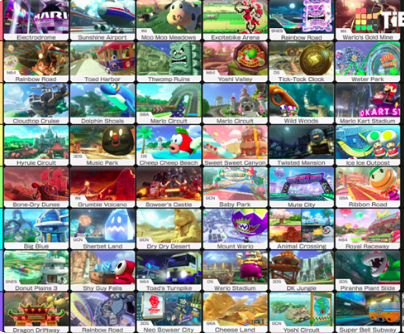 Electrodrome
Sunshine Airport
Moo Moo Meadows
Excitebike Arena
Rainbow Road
Wario's Gold Mine
Rainbow Road
Toad Harbor
Thwomp Ruins
Yoshi Valley
Tick-Tock Clock
Water Park
Cloudtop Cruise
Dolphin Shoals
Mario Circuit
Mario Circuit
Wild Woods
Mario Kart Stadium
Hyrule Circuit
Music Park
Cheep Cheep Beach
Sweet Sweet Canyon
Twisted Mansion
Ice Ice Outpost
Bone-Dry Dunes
Grumble Volcano
Bowser's Castle
Baby Park
Mute City
Ribbon Road
Big Blue
Sherbet Land
Dry Dry Desert
Mount Wario
Animal Crossing
Royal Raceway
Donut Plains 3
Shy Guy Falls
Toad's Turnpike
Wario Stadium
DK Jungle
Piranha Plant Slide
Dragon Driftway
Rainbow Road
Neo Bowser City
Cheese Land
Yoshi Circuit
Super Bell Subway